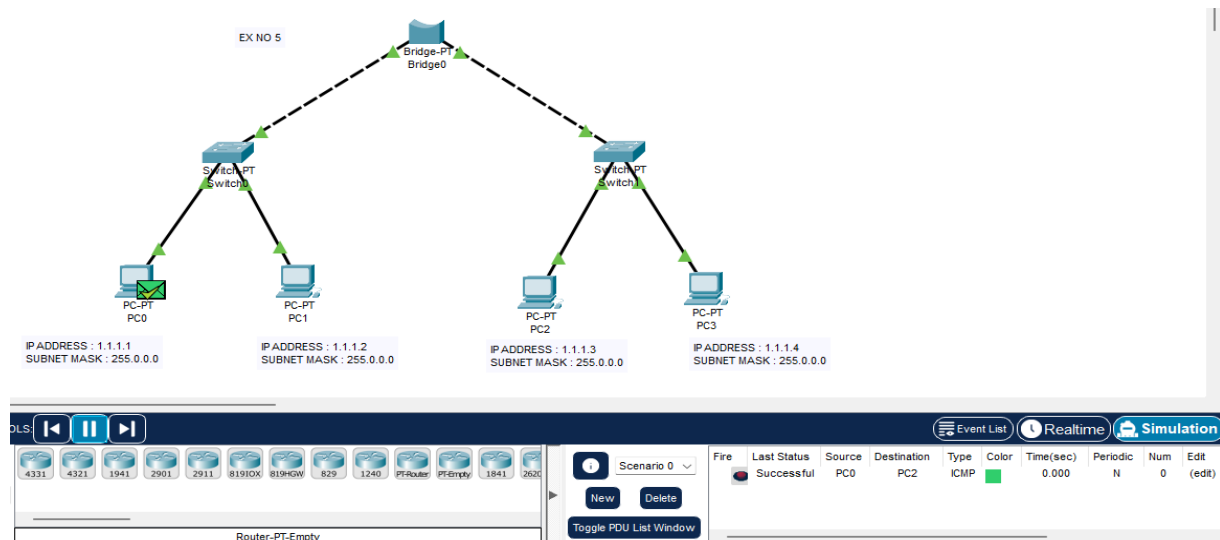 EX NO 5
Bridge-PT
Bridge0
Switch-PT
Switch0
Switch-PT
Switch1
PC-PT
PC0
PC-PT
PC1
PC-PT
PC2
PC-PT
PC3
IP ADDRESS : 1.1.1.1
SUBNET MASK : 255.0.0.0
IP ADDRESS : 1.1.1.2
SUBNET MASK : 255.0.0.0
IP ADDRESS : 1.1.1.3
SUBNET MASK : 255.0.0.0
IP ADDRESS : 1.1.1.4
SUBNET MASK : 255.0.0.0
OLS: Event List Realtime Simulation
4331 4321 1941 2901 2911 819IOX 819HGW 829 1240 PT-Router PT-Empty 1841 2620
Router-PT-Empty
Scenario 0
New Delete
Toggle PDU List Window
Fire Last Status Source Destination Type Color Time(sec) Periodic Num Edit
Successful PC0 PC2 ICMP 0.000 N 0 (edit)